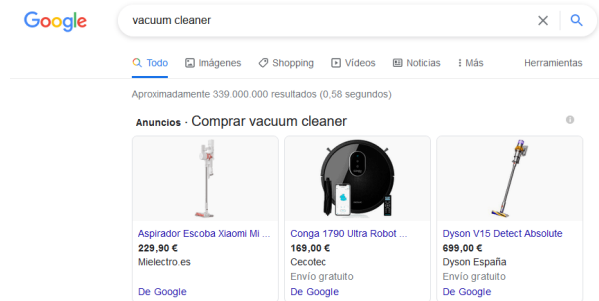 Google
vacuum cleaner
Todo Imágenes Shopping Vídeos Noticias Más Herramientas
Aproximadamente 339.000.000 resultados (0,58 segundos)
Anuncios · Comprar vacuum cleaner
Aspirador Escoba Xiaomi Mi ...
229,90 €
Mielectro.es
De Google
Conga 1790 Ultra Robot ...
169,00 €
Cecotec
Envío gratuito
De Google
Dyson V15 Detect Absolute
699,00 €
Dyson España
Envío gratuito
De Google